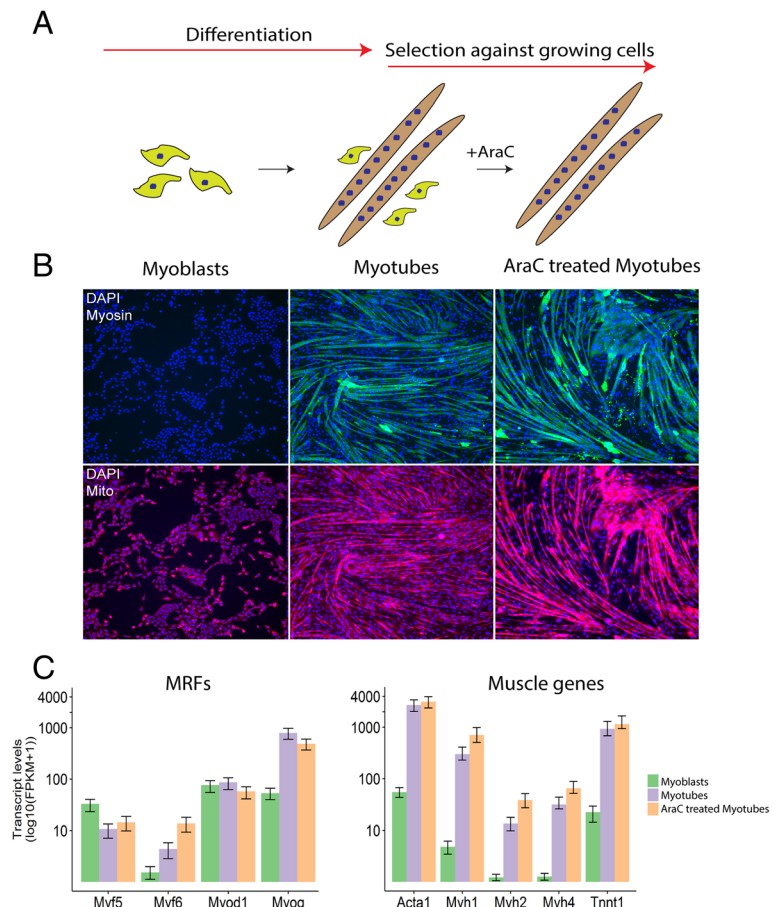 A
Differentiation
Selection against growing cells
+AraC
B
Myoblasts
Myotubes
AraC treated Myotubes
DAPI
Myosin
DAPI
Mito
C
MRFs
Muscle genes
Transcript levels
(log10(FPKM+1))
4000
1000
100
10
4000
1000
100
10
Myoblasts
Myotubes
AraC treated Myotubes
Myf5 Myf6 Myod1 Myog
Acta1 Myh1 Myh2 Myh4 Tnnt1